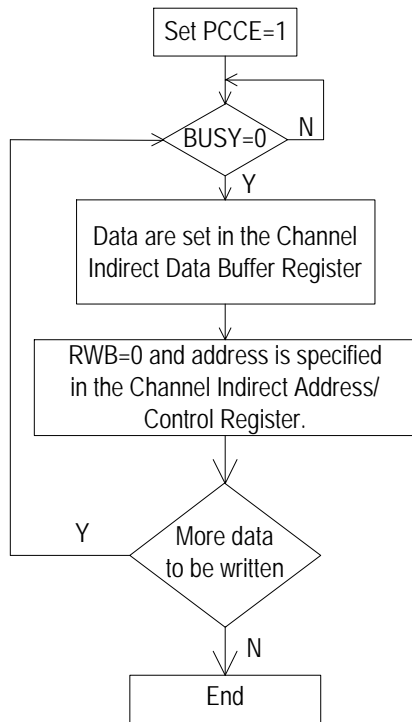 Set PCCE=1
BUSY=0
N
Y
Data are set in the Channel
Indirect Data Buffer Register
RWB=0 and address is specified
in the Channel Indirect Address/
Control Register.
Y
More data
to be written
N
End